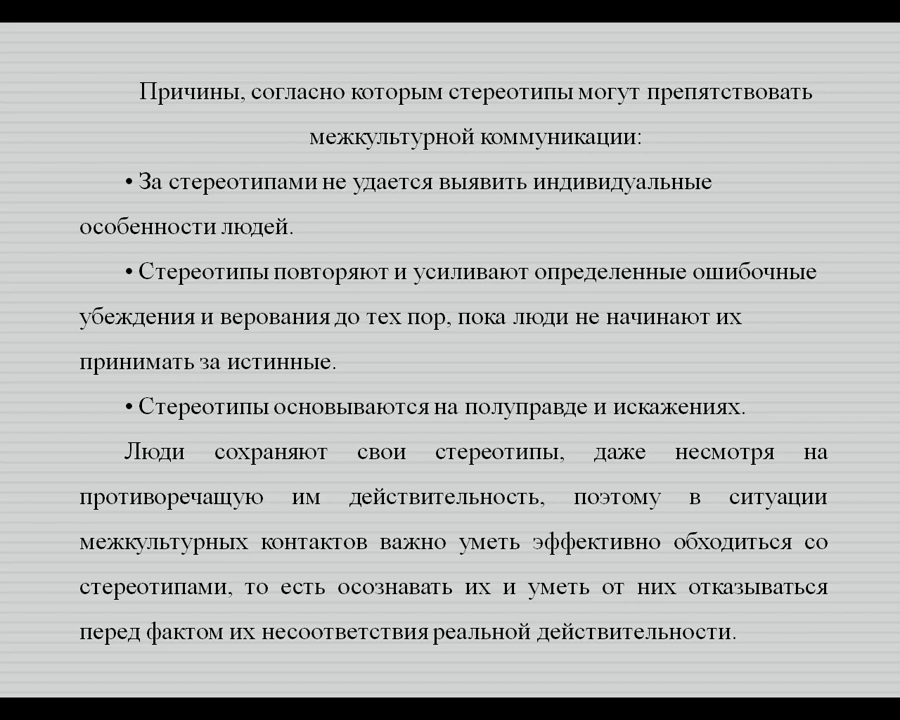 Причины, согласно которым стереотипы могут препятствовать
межкультурной коммуникации:
• За стереотипами не удается выявить индивидуальные
особенности людей.
• Стереотипы повторяют и усиливают определенные ошибочные
убеждения и верования до тех пор, пока люди не начинают их
принимать за истинные.
• Стереотипы основываются на полуправде и искажениях.
Люди сохраняют свои стереотипы, даже несмотря на
противоречащую им действительность, поэтому в ситуации
межкультурных контактов важно уметь эффективно обходиться со
стереотипами, то есть осознавать их и уметь от них отказываться
перед фактом их несоответствия реальной действительности.